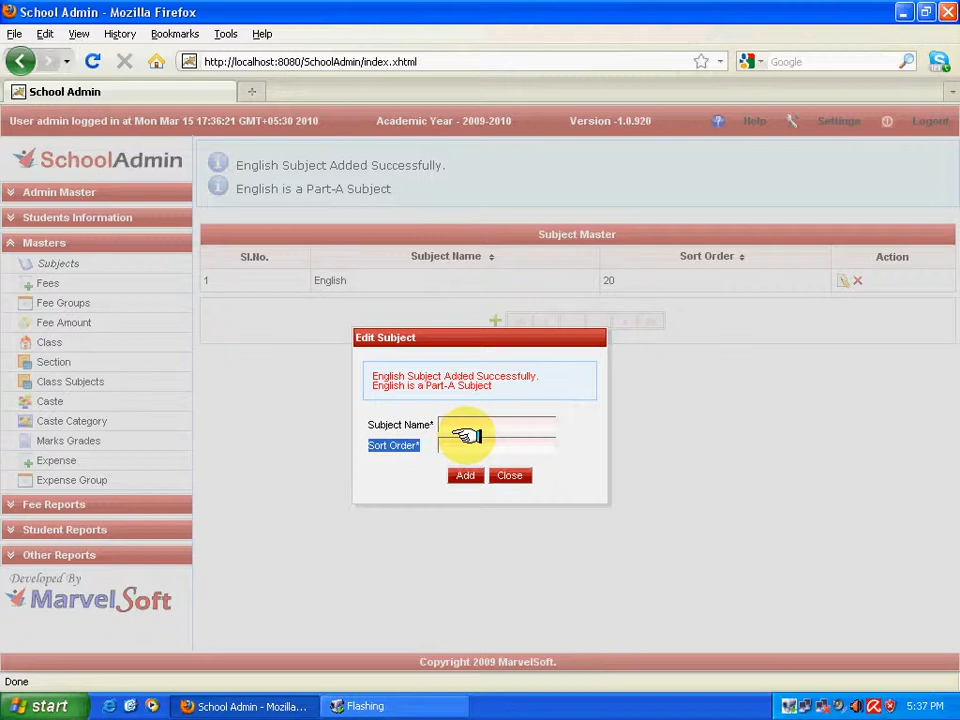 School Admin - Mozilla Firefox
File Edit View History Bookmarks Tools Help
http://localhost:8080/SchoolAdmin/index.xhtml
Google
School Admin
User admin logged in at Mon Mar 15 17:36:21 GMT+05:30 2010 Academic Year - 2009-2010 Version -1.0.920 Help Settings Logout
SchoolAdmin
English Subject Added Successfully.
English is a Part-A Subject
Admin Master
Students Information
Masters
Subjects
Fees
Fee Groups
Fee Amount
Class
Section
Class Subjects
Caste
Caste Category
Marks Grades
Expense
Expense Group
Fee Reports
Student Reports
Other Reports
Developed By
MarvelSoft
Subject Master
Sl.No. Subject Name Sort Order Action
1 English 20
Edit Subject
English Subject Added Successfully.
English is a Part-A Subject
Subject Name*
Sort Order*
Add Close
Copyright 2009 MarvelSoft.
Done
start School Admin - Mozilla... Flashing 5:37 PM